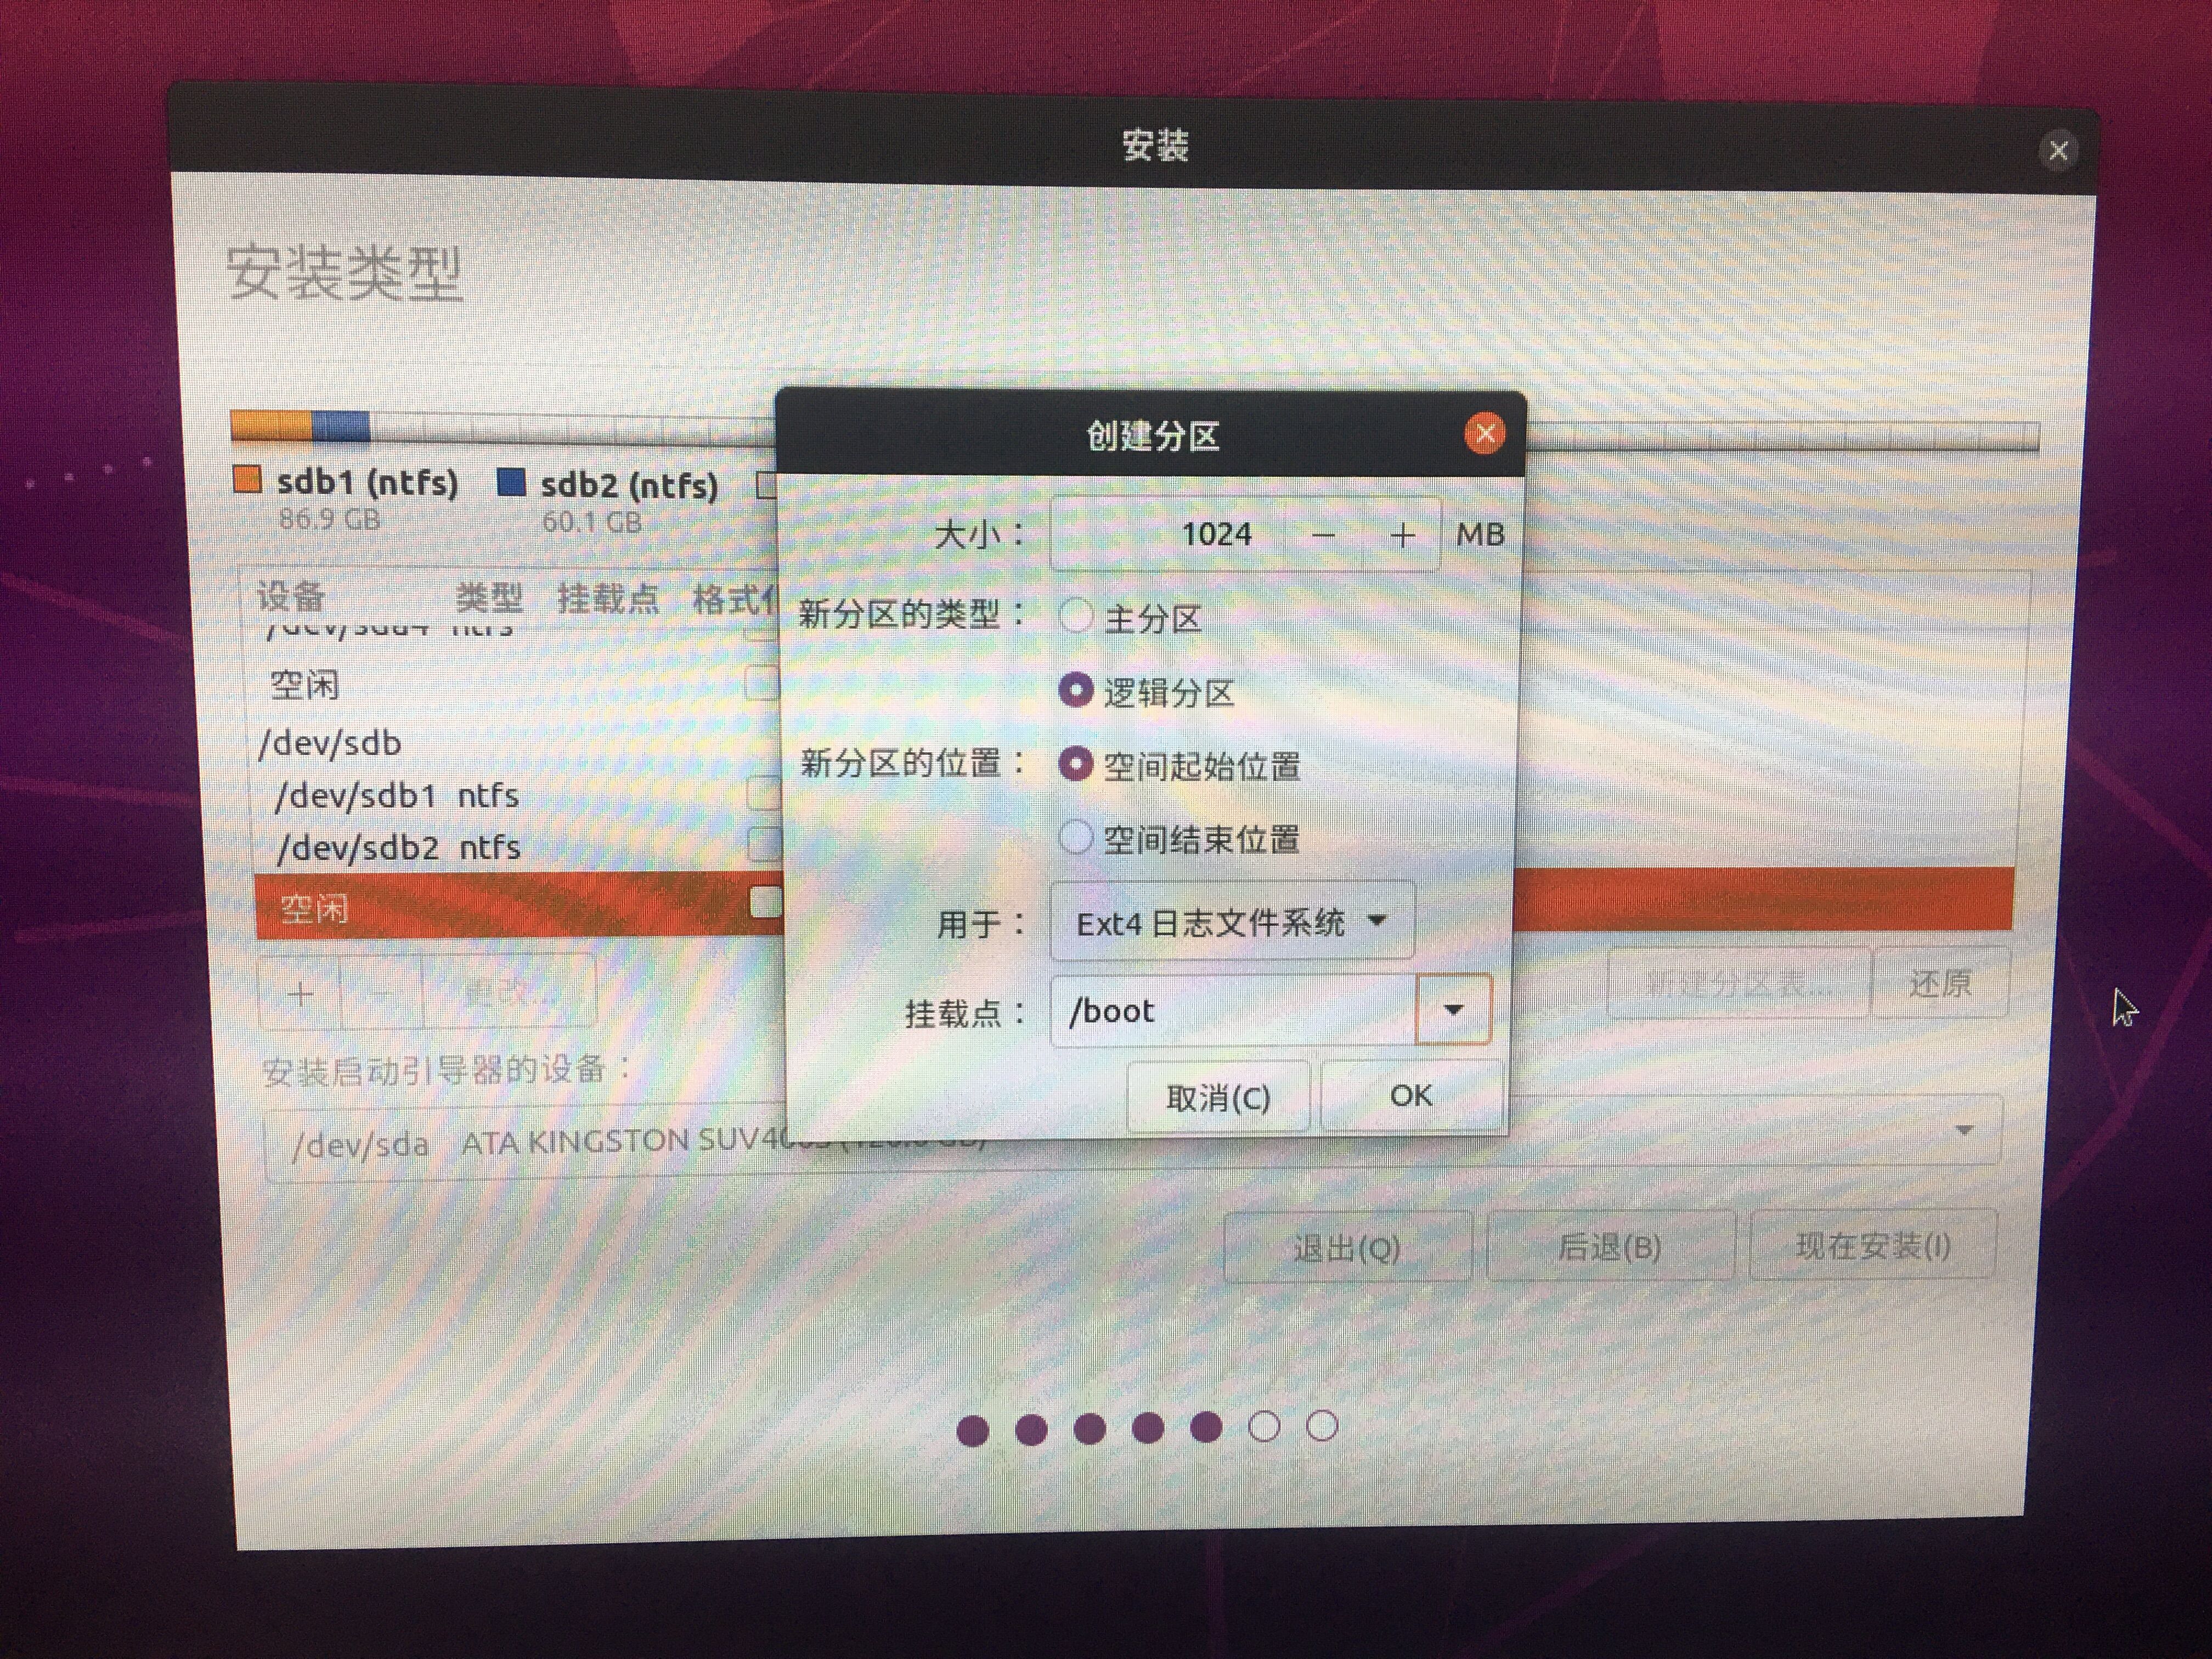 安装
安装类型
创建分区
sdb1 (ntfs)
86.9 GB
sdb2 (ntfs)
60.1 GB
大小：
1024
MB
设备
类型
挂载点
新分区的类型：
主分区
逻辑分区
空闲
/dev/sdb
新分区的位置：
空间起始位置
/dev/sdb1 ntfs
空间结束位置
/dev/sdb2 ntfs
空闲
用于：
Ext4 日志文件系统
+
−
更改...
新建分区表...
还原
挂载点：
/boot
安装启动引导器的设备：
取消(C)
OK
/dev/sda ATA KINGSTON
退出(Q)
后退(B)
现在安装(I)